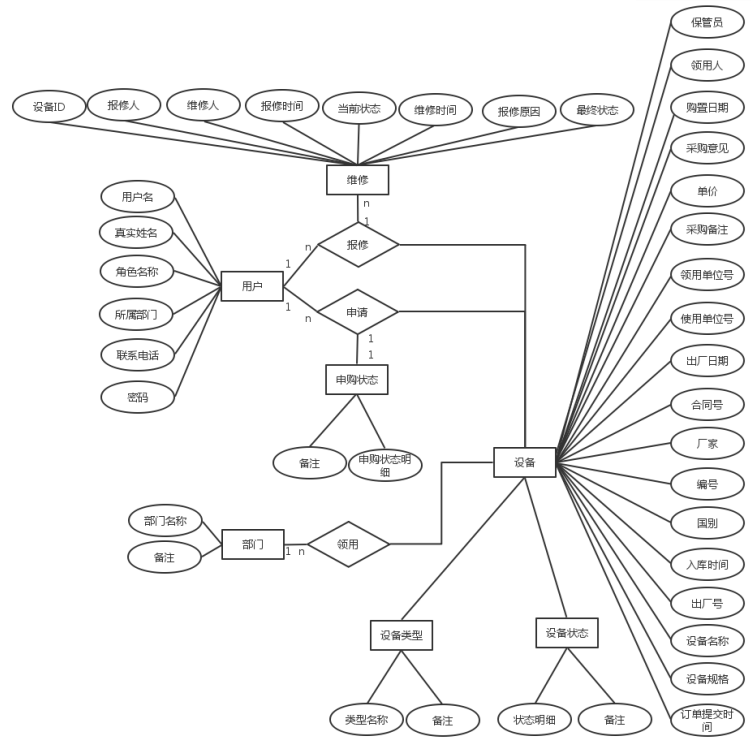 保管员
领用人
购置日期
采购意见
单价
采购备注
领用单位号
使用单位号
出厂日期
合同号
厂家
编号
国别
入库时间
出厂号
设备名称
设备规格
订单提交时
间
设备ID
报修人
维修人
报修时间
当前状态
维修时间
报修原因
最终状态
维修
n
1
报修
n
1
用户名
真实姓名
角色名称
所属部门
联系电话
密码
用户
1
n
申请
1
1
申购状态
备注
申购状态明
细
设备
部门名称
备注
部门
1
n
领用
设备类型
设备状态
类型名称
备注
状态明细
备注